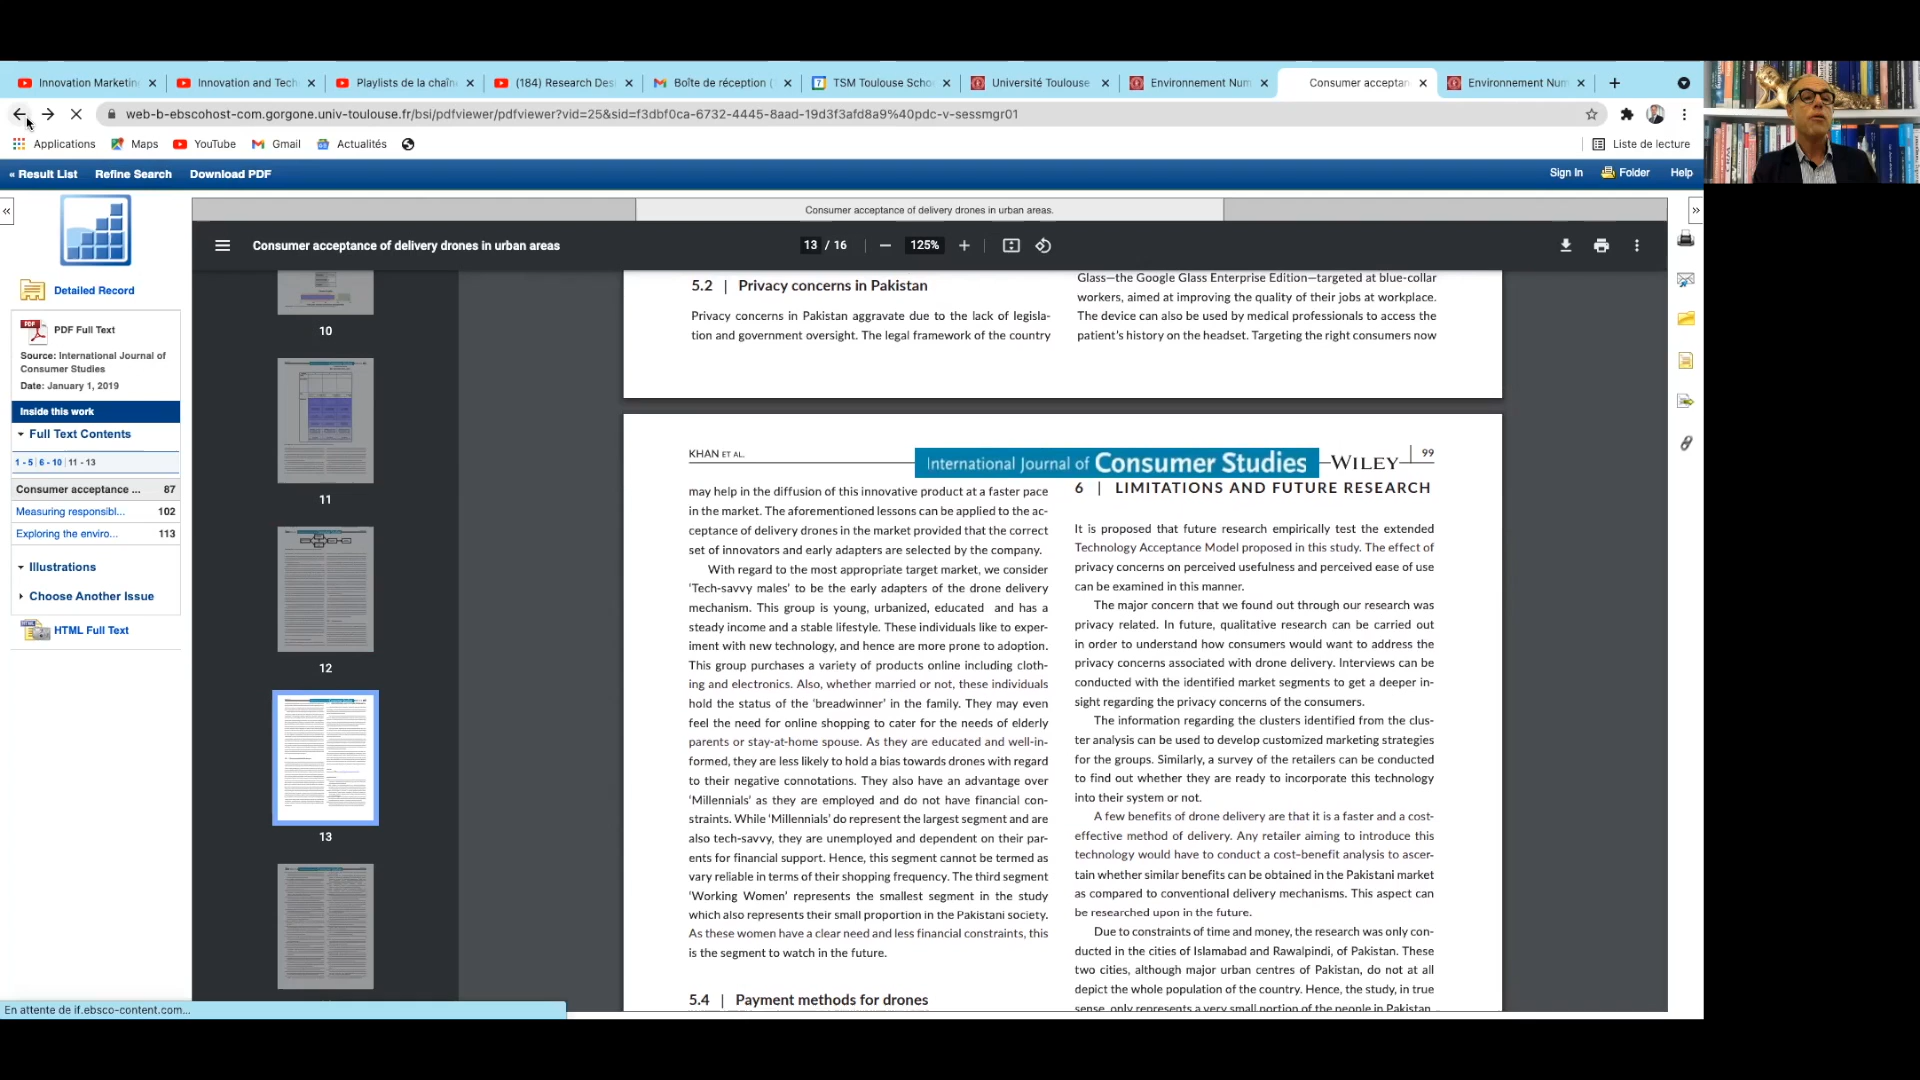 Innovation Marketin
Innovation and Tech
Playlists de la chaîn
(184) Research Des
Boîte de réception (
TSM Toulouse Scho
Université Toulouse
Environnement Num
Consumer acceptan
Environnement Num
web-b-ebscohost-com.gorgone.univ-toulouse.fr/bsi/pdfviewer/pdfviewer?vid=25&sid=f3dbf0ca-6732-4445-8aad-19d3f3afd8a9%40pdc-v-sessmgr01
Applications
Maps
YouTube
Gmail
Actualités
Liste de lecture
« Result List
Refine Search
Download PDF
Sign In
Folder
Help
Consumer acceptance of delivery drones in urban areas.
Consumer acceptance of delivery drones in urban areas
13 / 16
125%
Detailed Record
PDF Full Text
Source: International Journal of
Consumer Studies
Date: January 1, 2019
Inside this work
Full Text Contents
1 - 5 | 6 - 10 | 11 - 13
Consumer acceptance ... 87
Measuring responsibl... 102
Exploring the enviro... 113
Illustrations
Choose Another Issue
HTML Full Text
10
11
12
13
5.2 | Privacy concerns in Pakistan
Privacy concerns in Pakistan aggravate due to the lack of legisla-
tion and government oversight. The legal framework of the country
Glass—the Google Glass Enterprise Edition—targeted at blue-collar
workers, aimed at improving the quality of their jobs at workplace.
The device can also be used by medical professionals to access the
patient's history on the headset. Targeting the right consumers now
KHAN ET AL.
International Journal of Consumer Studies
WILEY
99
may help in the diffusion of this innovative product at a faster pace
in the market. The aforementioned lessons can be applied to the ac-
ceptance of delivery drones in the market provided that the correct
set of innovators and early adapters are selected by the company.
With regard to the most appropriate target market, we consider
'Tech-savvy males' to be the early adapters of the drone delivery
mechanism. This group is young, urbanized, educated and has a
steady income and a stable lifestyle. These individuals like to exper-
iment with new technology, and hence are more prone to adoption.
This group purchases a variety of products online including cloth-
ing and electronics. Also, whether married or not, these individuals
hold the status of the 'breadwinner' in the family. They may even
feel the need for online shopping to cater for the needs of elderly
parents or stay-at-home spouse. As they are educated and well-in-
formed, they are less likely to hold a bias towards drones with regard
to their negative connotations. They also have an advantage over
'Millennials' as they are employed and do not have financial con-
straints. While 'Millennials' do represent the largest segment and are
also tech-savvy, they are unemployed and dependent on their par-
ents for financial support. Hence, this segment cannot be termed as
vary reliable in terms of their shopping frequency. The third segment
'Working Women' represents the smallest segment in the study
which also represents their small proportion in the Pakistani society.
As these women have a clear need and less financial constraints, this
is the segment to watch in the future.
5.4 | Payment methods for drones
6 | LIMITATIONS AND FUTURE RESEARCH
It is proposed that future research empirically test the extended
Technology Acceptance Model proposed in this study. The effect of
privacy concerns on perceived usefulness and perceived ease of use
can be examined in this manner.
The major concern that we found out through our research was
privacy related. In future, qualitative research can be carried out
in order to understand how consumers would want to address the
privacy concerns associated with drone delivery. Interviews can be
conducted with the identified market segments to get a deeper in-
sight regarding the privacy concerns of the consumers.
The information regarding the clusters identified from the clus-
ter analysis can be used to develop customized marketing strategies
for the groups. Similarly, a survey of the retailers can be conducted
to find out whether they are ready to incorporate this technology
into their system or not.
A few benefits of drone delivery are that it is a faster and a cost-
effective method of delivery. Any retailer aiming to introduce this
technology would have to conduct a cost–benefit analysis to ascer-
tain whether similar benefits can be obtained in the Pakistani market
as compared to conventional delivery mechanisms. This aspect can
be researched upon in the future.
Due to constraints of time and money, the research was only con-
ducted in the cities of Islamabad and Rawalpindi, of Pakistan. These
two cities, although major urban centres of Pakistan, do not at all
depict the whole population of the country. Hence, the study, in true
sense, only represents a very small portion of the people in Pakistan.
En attente de if.ebsco-content.com...